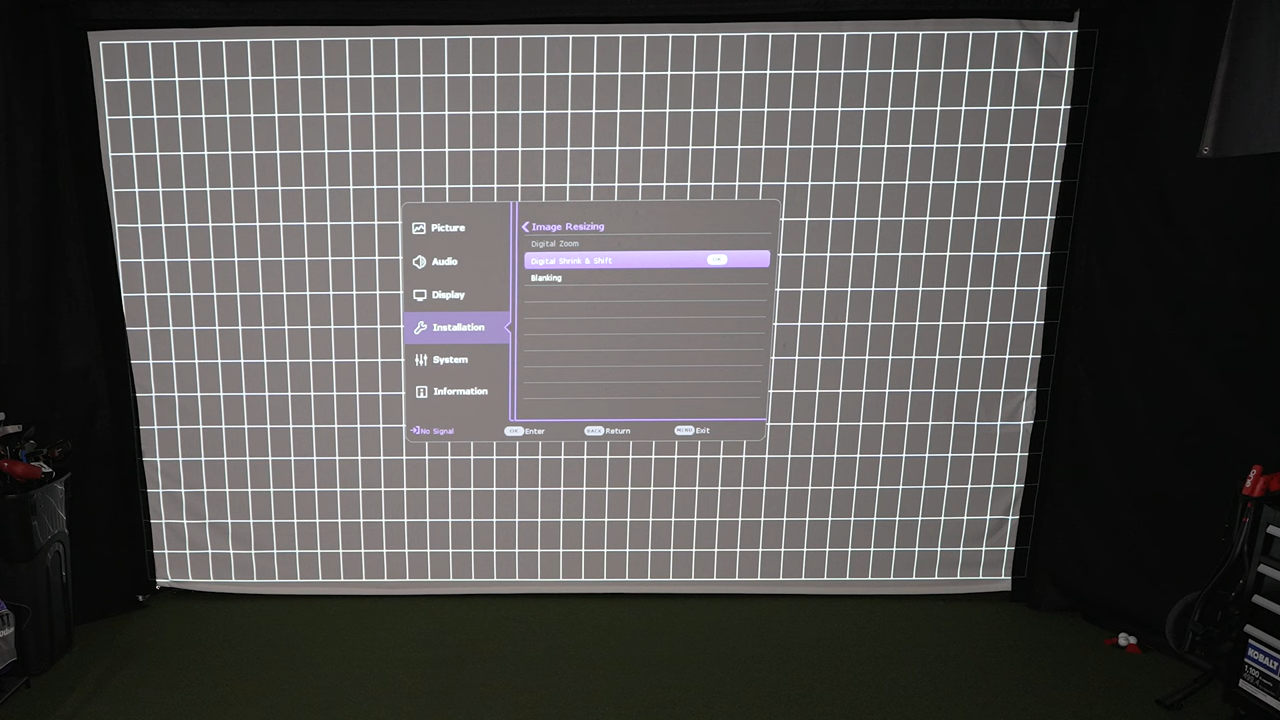 Picture
Audio
Display
Installation
System
Information
No Signal
Image Resizing
Digital Zoom
Digital Shrink & Shift OK
Blanking
OK Enter
BACK Return
MENU Exit
KOBALT